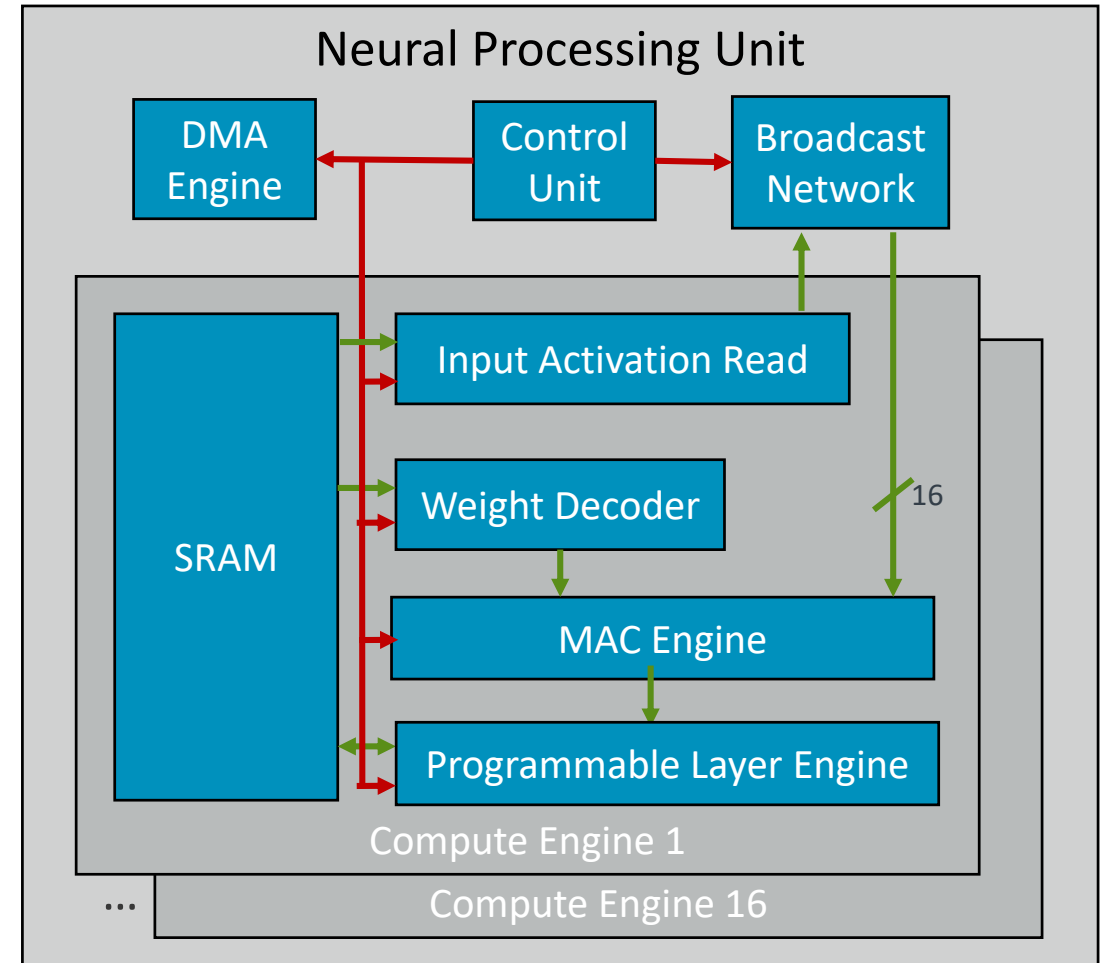 Neural Processing Unit
DMA
Engine
Control
Unit
Broadcast
Network
Input Activation Read
Weight Decoder
16
SRAM
MAC Engine
Programmable Layer Engine
Compute Engine 1
...
Compute Engine 16